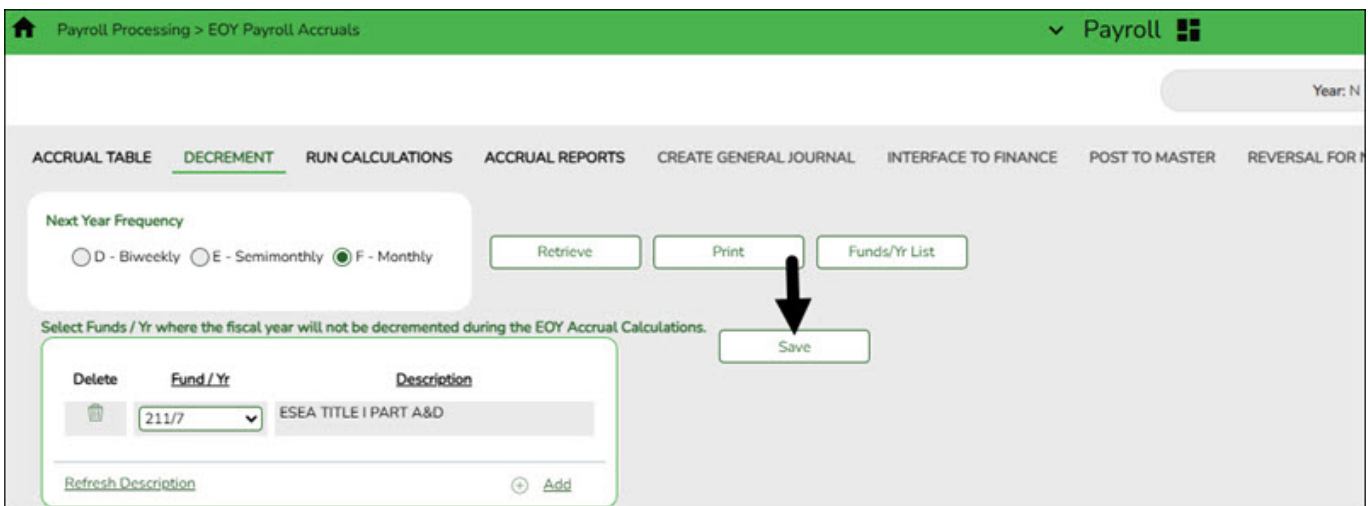 Payroll Processing > EOY Payroll Accruals
Payroll
Year: N
ACCRUAL TABLE DECREMENT RUN CALCULATIONS ACCRUAL REPORTS CREATE GENERAL JOURNAL INTERFACE TO FINANCE POST TO MASTER REVERSAL FOR N
Next Year Frequency
D - Biweekly E - Semimonthly F - Monthly
Retrieve Print Funds/Yr List
Select Funds / Yr where the fiscal year will not be decremented during the EOY Accrual Calculations.
Save
Delete Fund / Yr Description
211/7 ESEA TITLE I PART A&D
Refresh Description Add